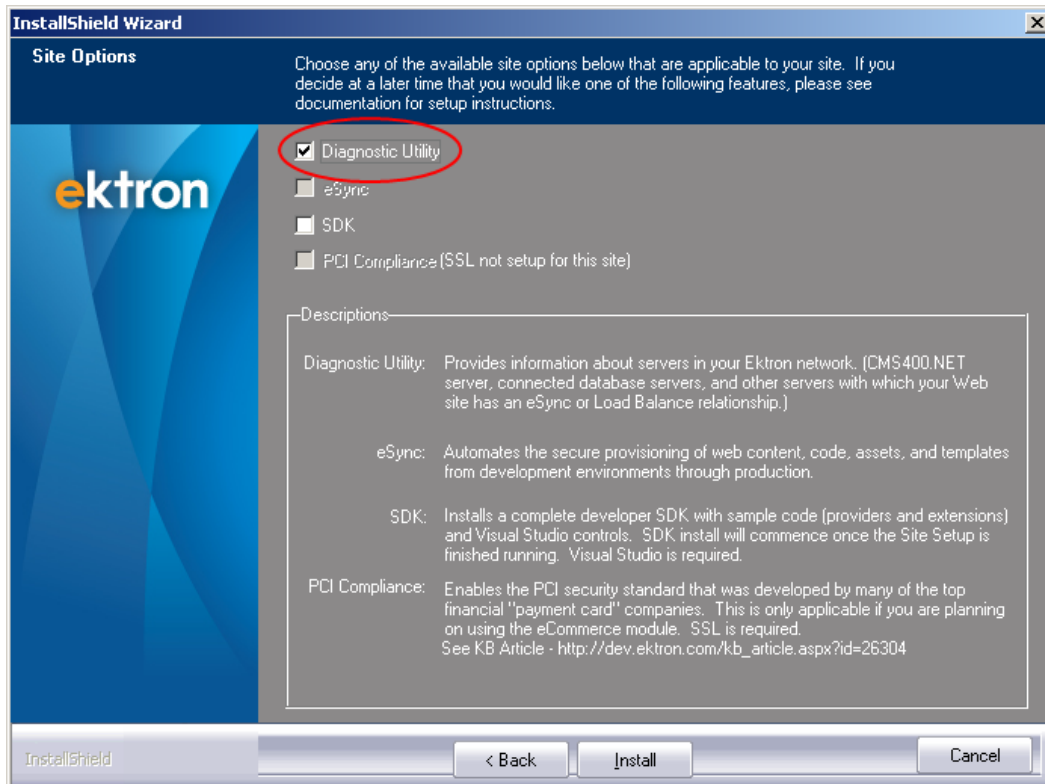 InstallShield Wizard
Site Options
Choose any of the available site options below that are applicable to your site. If you
decide at a later time that you would like one of the following features, please see
documentation for setup instructions.
ektron
Diagnostic Utility
eSync
SDK
PCI Compliance (SSL not setup for this site)
Descriptions
Diagnostic Utility: Provides information about servers in your Ektron network. (CMS400.NET
server, connected database servers, and other servers with which your Web
site has an eSync or Load Balance relationship.)
eSync: Automates the secure provisioning of web content, code, assets, and templates
from development environments through production.
SDK: Installs a complete developer SDK with sample code (providers and extensions)
and Visual Studio controls. SDK install will commence once the Site Setup is
finished running. Visual Studio is required.
PCI Compliance: Enables the PCI security standard that was developed by many of the top
financial "payment card" companies. This is only applicable if you are planning
on using the eCommerce module. SSL is required.
See KB Article - http://dev.ektron.com/kb_article.aspx?id=26304
InstallShield
< Back
Install
Cancel